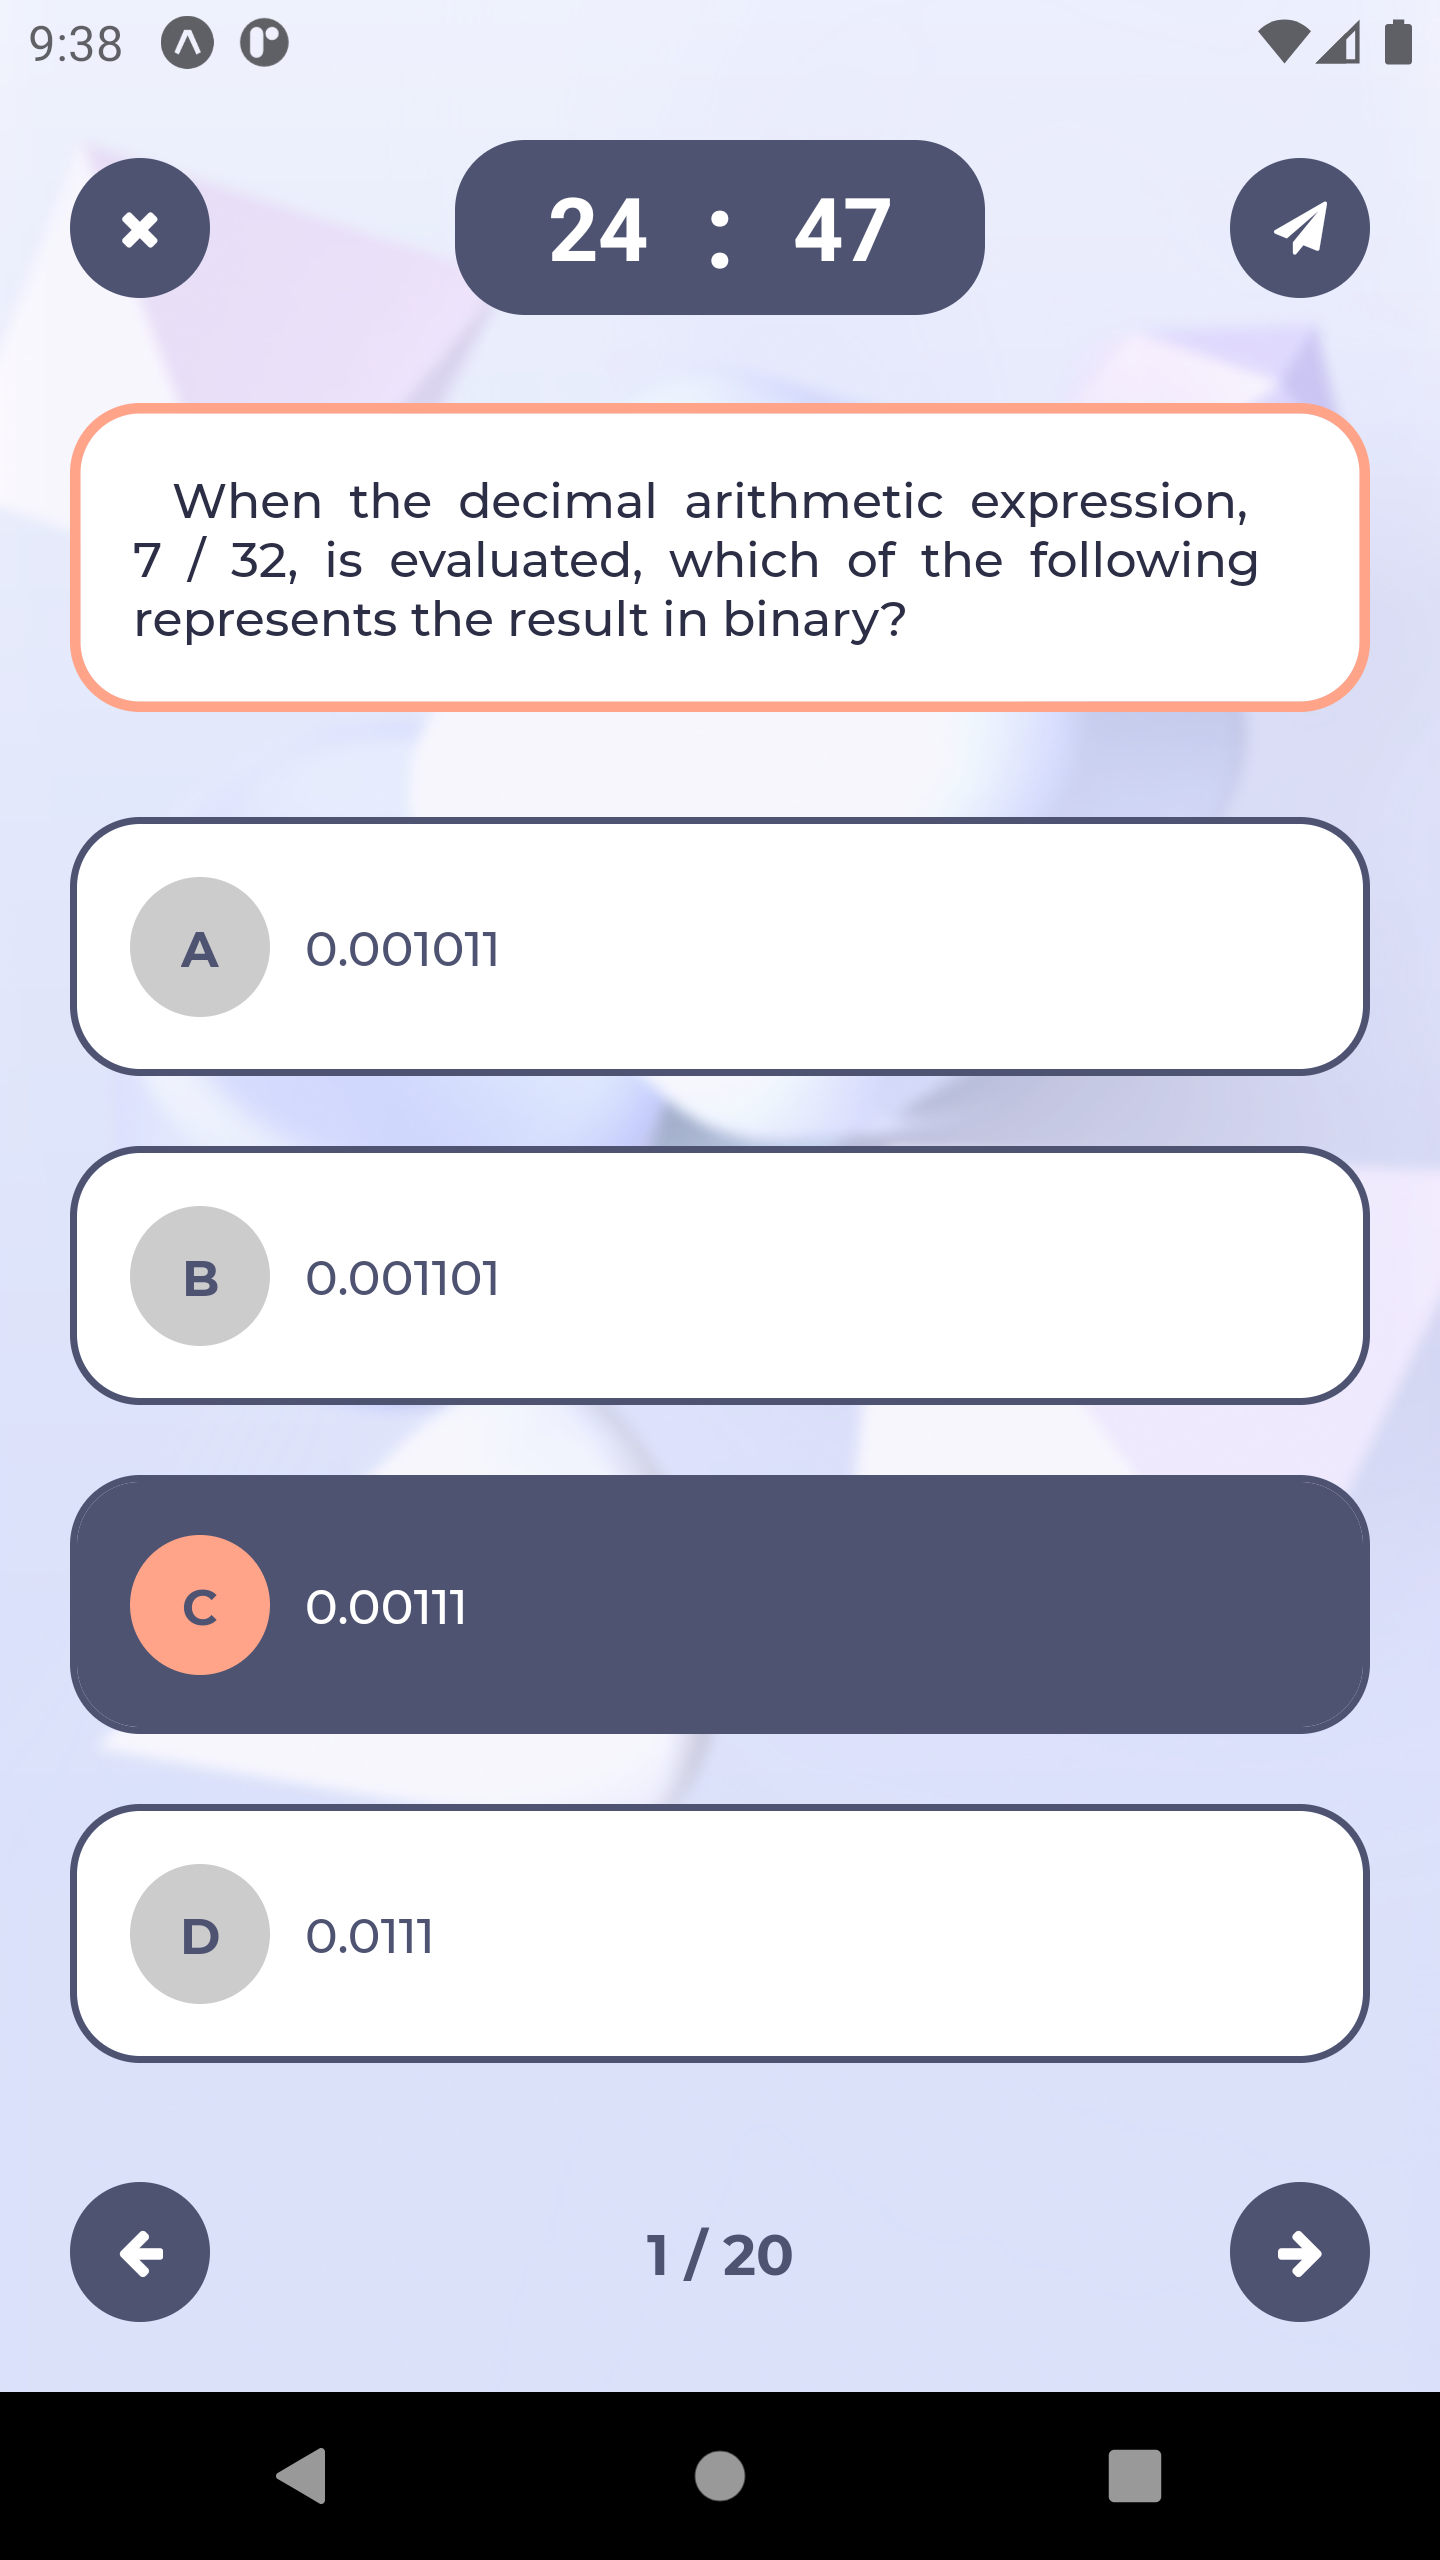 9:38
24 : 47
When the decimal arithmetic expression,
7 / 32, is evaluated, which of the following
represents the result in binary?
A 0.001011
B 0.001101
C 0.00111
D 0.0111
1 / 20